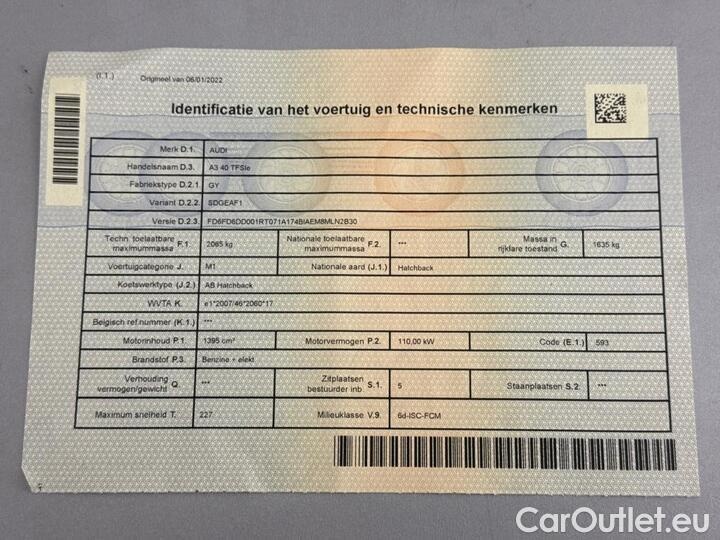 (I.1.) Origineel van 06/01/2022
Identificatie van het voertuig en technische kenmerken
Merk D.1. AUDI
Handelsnaam D.3. A3 40 TFSIe
Fabriekstype D.2.1. GY
Variant D.2.2. SDGEAF1
Versie D.2.3. FD6FD6DD001RT071A174BIAEM8MLN2B30
Techn. toelaatbare maximummassa F.1. 2065 kg Nationale toelaatbare maximummassa F.2. *** Massa in rijklare toestand G. 1635 kg
Voertuigcategorie J. M1 Nationale aard (J.1.) Hatchback
Koetswerktype (J.2.) AB Hatchback
WVTA K. e1*2007/46*2060*17
Belgisch ref.nummer (K.1.) ***
Motorinhoud P.1. 1395 cm³ Motorvermogen P.2. 110,00 kW Code (E.1.) 593
Brandstof P.3. Benzine + elekt
Verhouding vermogen/gewicht Q. *** Zitplaatsen bestuurder inb. S.1. 5 Staanplaatsen S.2. ***
Maximum snelheid T. 227 Milieuklasse V.9. 6d-ISC-FCM
CarOutlet.eu